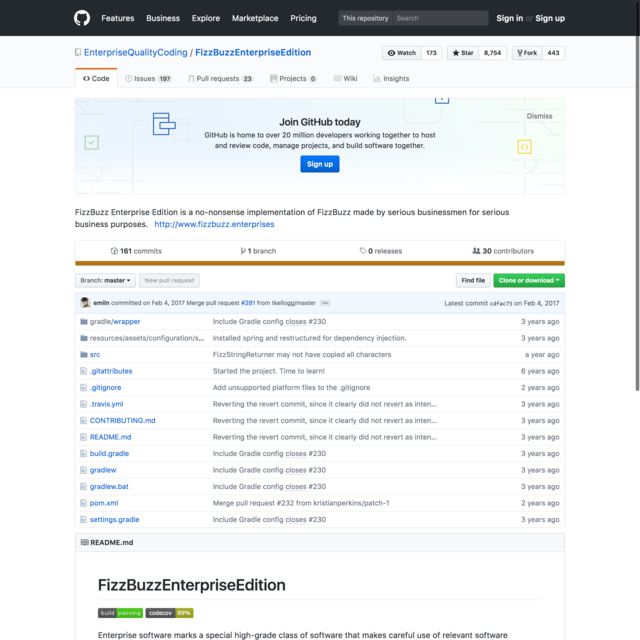 Features Business Explore Marketplace Pricing This repository Search Sign in or Sign up
EnterpriseQualityCoding / FizzBuzzEnterpriseEdition Watch 173 Star 8,754 Fork 443
Code Issues 197 Pull requests 23 Projects 0 Wiki Insights
Dismiss
Join GitHub today
GitHub is home to over 20 million developers working together to host
and review code, manage projects, and build software together.
Sign up
FizzBuzz Enterprise Edition is a no-nonsense implementation of FizzBuzz made by serious businessmen for serious
business purposes. http://www.fizzbuzz.enterprises
161 commits 1 branch 0 releases 30 contributors
Branch: master New pull request Find file Clone or download
emiln committed on Feb 4, 2017 Merge pull request #281 from tkellogg/master ... Latest commit cdfac75 on Feb 4, 2017
gradle/wrapper Include Gradle config closes #230 3 years ago
resources/assets/configuration/s... Installed spring and restructured for dependency injection. 3 years ago
src FizzStringReturner may not have copied all characters a year ago
.gitattributes Started the project. Time to learn! 6 years ago
.gitignore Add unsupported platform files to the .gitignore 2 years ago
.travis.yml Reverting the revert commit, since it clearly did not revert as inten... 3 years ago
CONTRIBUTING.md Reverting the revert commit, since it clearly did not revert as inten... 3 years ago
README.md Reverting the revert commit, since it clearly did not revert as inten... 3 years ago
build.gradle Include Gradle config closes #230 3 years ago
gradlew Include Gradle config closes #230 3 years ago
gradlew.bat Include Gradle config closes #230 3 years ago
pom.xml Merge pull request #232 from kristianperkins/patch-1 2 years ago
settings.gradle Include Gradle config closes #230 3 years ago
README.md
FizzBuzzEnterpriseEdition
build passing codecov 89%
Enterprise software marks a special high-grade class of software that makes careful use of relevant software